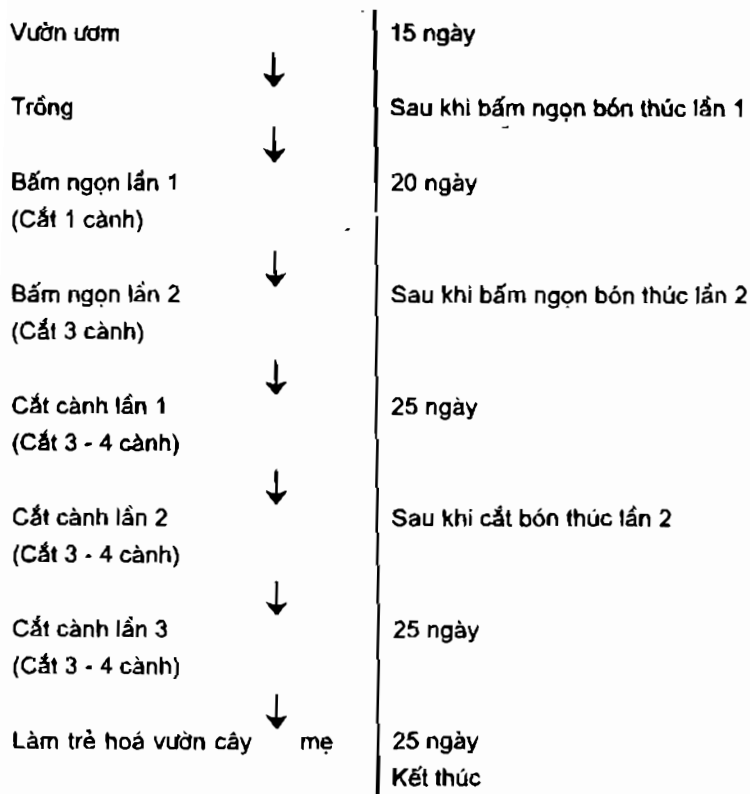 Vườn ươm 15 ngày
Trồng Sau khi bấm ngọn bón thúc lần 1
Bấm ngọn lần 1 20 ngày
(Cắt 1 cành)
Bấm ngọn lần 2 Sau khi bấm ngọn bón thúc lần 2
(Cắt 3 cành)
Cắt cành lần 1 25 ngày
(Cắt 3 - 4 cành)
Cắt cành lần 2 Sau khi cắt bón thúc lần 2
(Cắt 3 - 4 cành)
Cắt cành lần 3 25 ngày
(Cắt 3 - 4 cành)
Làm trẻ hoá vườn cây mẹ 25 ngày
Kết thúc